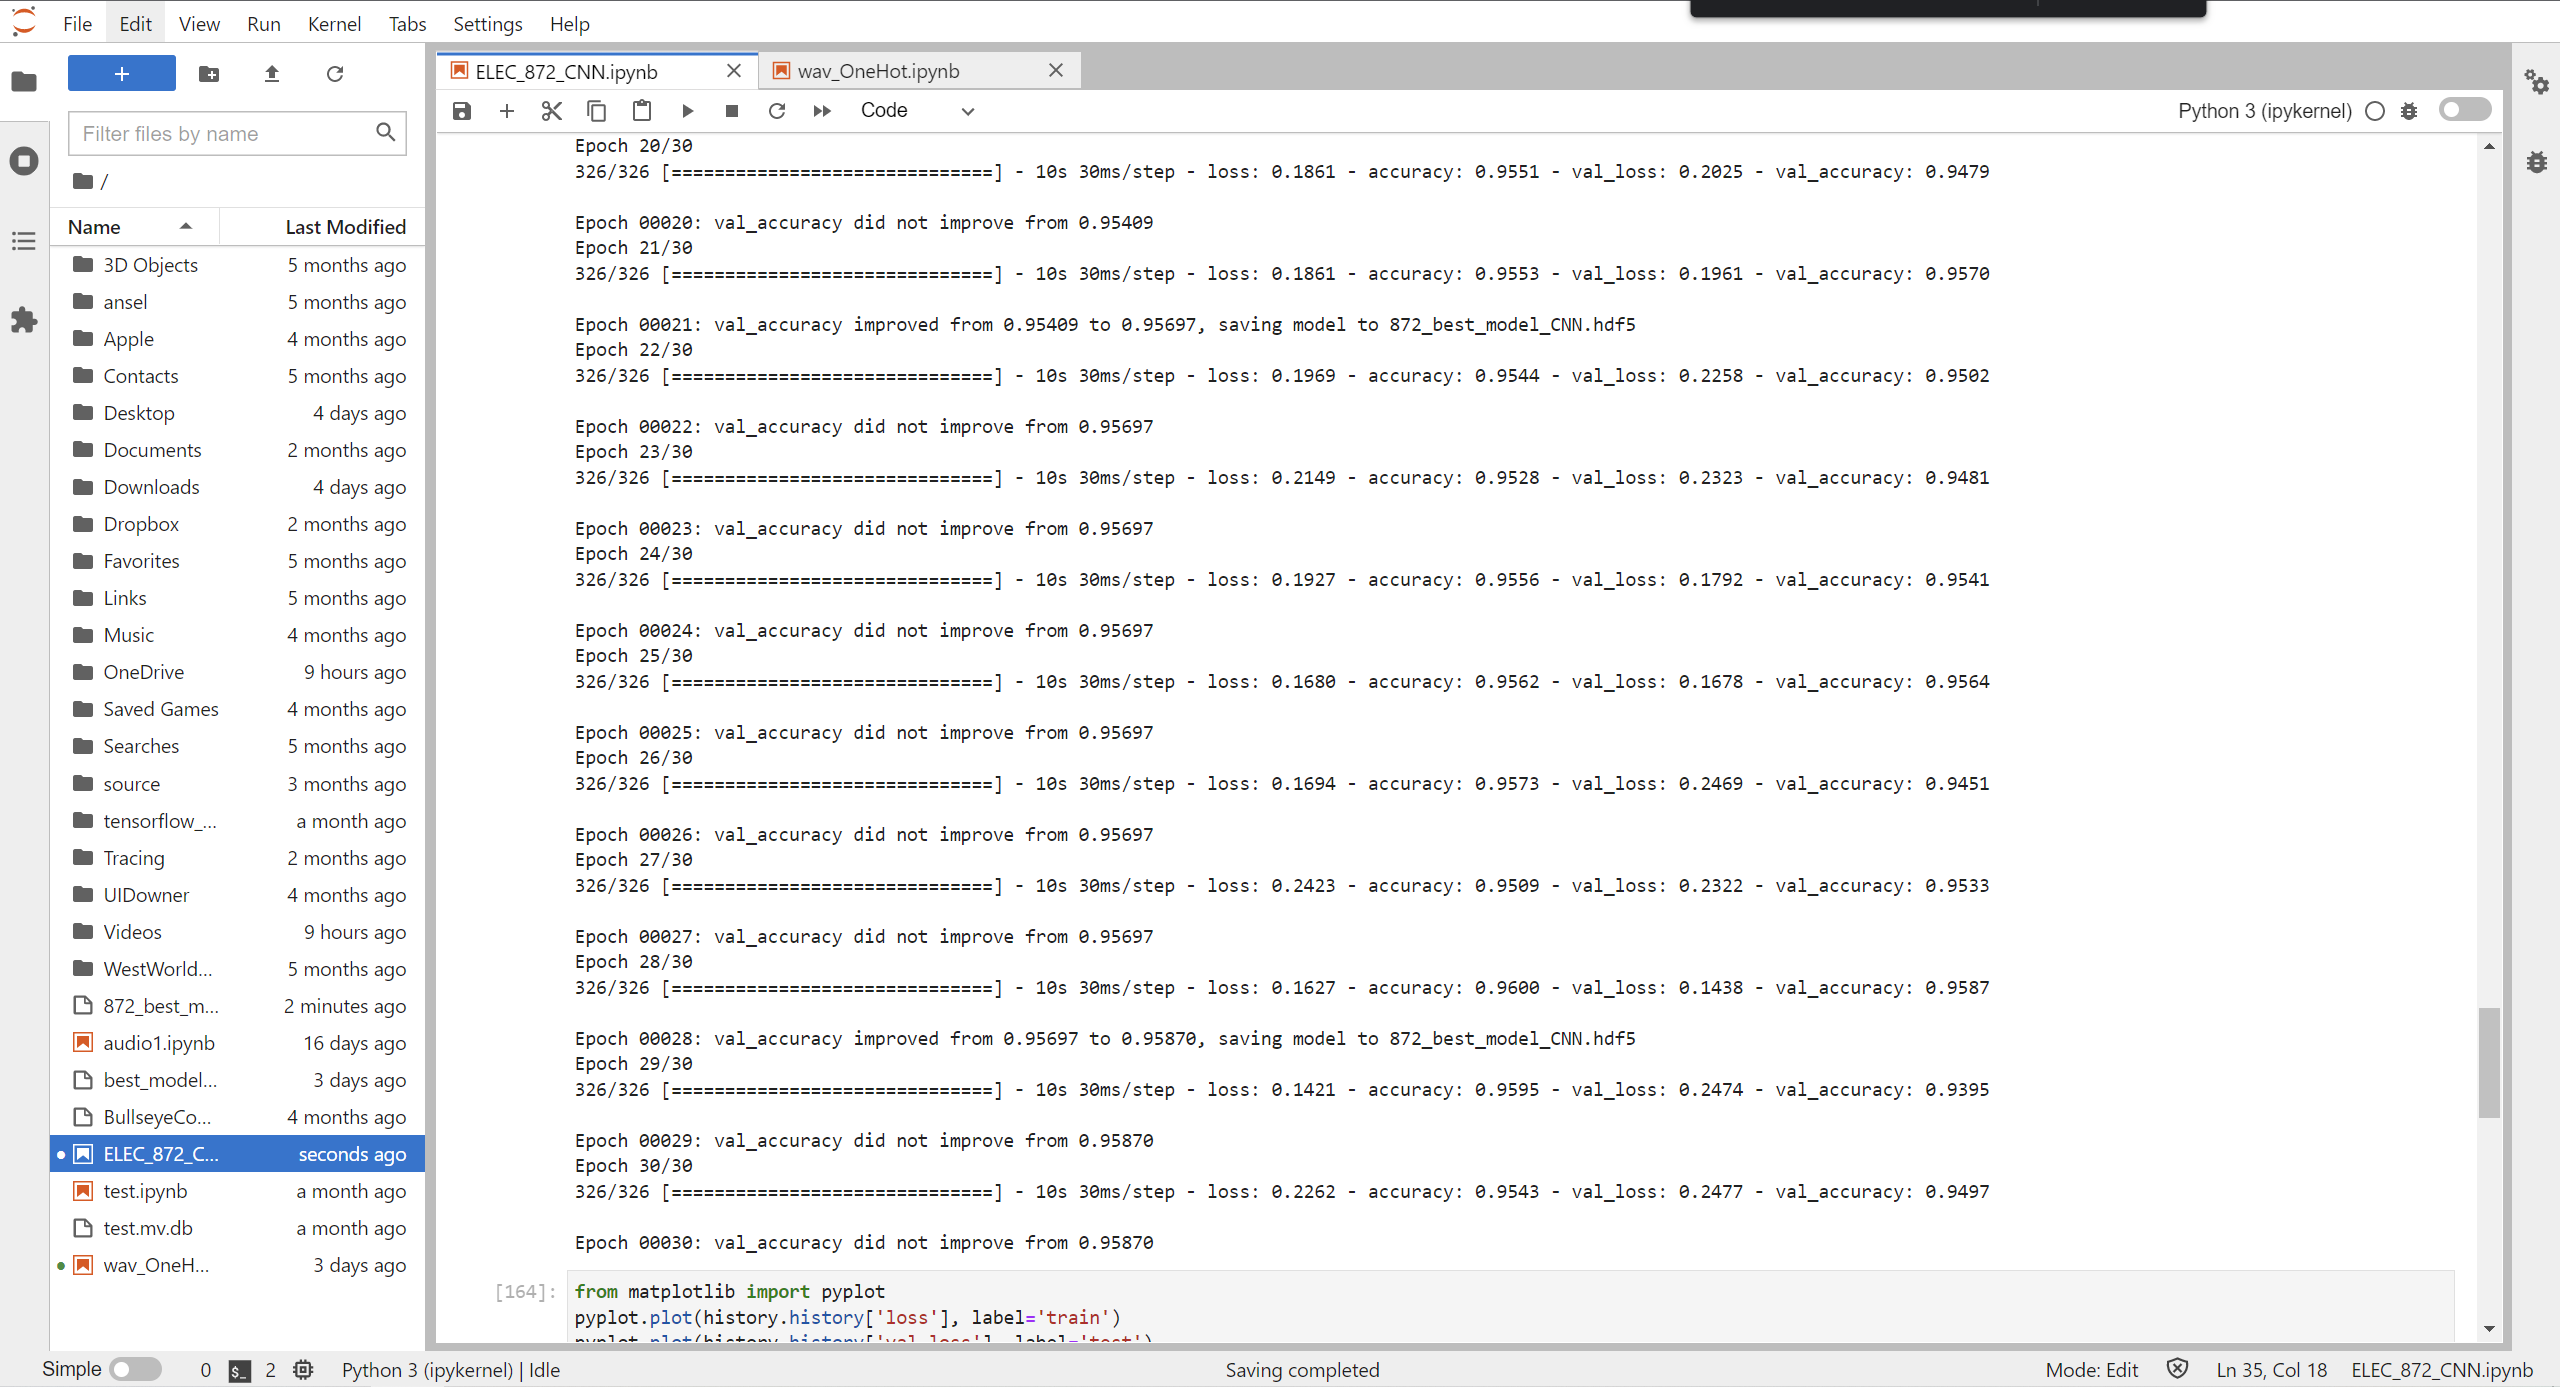 File Edit View Run Kernel Tabs Settings Help
Filter files by name
/
Name Last Modified
3D Objects 5 months ago
ansel 5 months ago
Apple 4 months ago
Contacts 5 months ago
Desktop 4 days ago
Documents 2 months ago
Downloads 4 days ago
Dropbox 2 months ago
Favorites 5 months ago
Links 5 months ago
Music 4 months ago
OneDrive 9 hours ago
Saved Games 4 months ago
Searches 5 months ago
source 3 months ago
tensorflow_... a month ago
Tracing 2 months ago
UIDowner 4 months ago
Videos 9 hours ago
WestWorld... 5 months ago
872_best_m... 2 minutes ago
audio1.ipynb 16 days ago
best_model... 3 days ago
BullseyeCo... 4 months ago
ELEC_872_C... seconds ago
test.ipynb a month ago
test.mv.db a month ago
wav_OneH... 3 days ago
ELEC_872_CNN.ipynb wav_OneHot.ipynb
Code Python 3 (ipykernel)
Epoch 20/30
326/326 [==============================] - 10s 30ms/step - loss: 0.1861 - accuracy: 0.9551 - val_loss: 0.2025 - val_accuracy: 0.9479
Epoch 00020: val_accuracy did not improve from 0.95409
Epoch 21/30
326/326 [==============================] - 10s 30ms/step - loss: 0.1861 - accuracy: 0.9553 - val_loss: 0.1961 - val_accuracy: 0.9570
Epoch 00021: val_accuracy improved from 0.95409 to 0.95697, saving model to 872_best_model_CNN.hdf5
Epoch 22/30
326/326 [==============================] - 10s 30ms/step - loss: 0.1969 - accuracy: 0.9544 - val_loss: 0.2258 - val_accuracy: 0.9502
Epoch 00022: val_accuracy did not improve from 0.95697
Epoch 23/30
326/326 [==============================] - 10s 30ms/step - loss: 0.2149 - accuracy: 0.9528 - val_loss: 0.2323 - val_accuracy: 0.9481
Epoch 00023: val_accuracy did not improve from 0.95697
Epoch 24/30
326/326 [==============================] - 10s 30ms/step - loss: 0.1927 - accuracy: 0.9556 - val_loss: 0.1792 - val_accuracy: 0.9541
Epoch 00024: val_accuracy did not improve from 0.95697
Epoch 25/30
326/326 [==============================] - 10s 30ms/step - loss: 0.1680 - accuracy: 0.9562 - val_loss: 0.1678 - val_accuracy: 0.9564
Epoch 00025: val_accuracy did not improve from 0.95697
Epoch 26/30
326/326 [==============================] - 10s 30ms/step - loss: 0.1694 - accuracy: 0.9573 - val_loss: 0.2469 - val_accuracy: 0.9451
Epoch 00026: val_accuracy did not improve from 0.95697
Epoch 27/30
326/326 [==============================] - 10s 30ms/step - loss: 0.2423 - accuracy: 0.9509 - val_loss: 0.2322 - val_accuracy: 0.9533
Epoch 00027: val_accuracy did not improve from 0.95697
Epoch 28/30
326/326 [==============================] - 10s 30ms/step - loss: 0.1627 - accuracy: 0.9600 - val_loss: 0.1438 - val_accuracy: 0.9587
Epoch 00028: val_accuracy improved from 0.95697 to 0.95870, saving model to 872_best_model_CNN.hdf5
Epoch 29/30
326/326 [==============================] - 10s 30ms/step - loss: 0.1421 - accuracy: 0.9595 - val_loss: 0.2474 - val_accuracy: 0.9395
Epoch 00029: val_accuracy did not improve from 0.95870
Epoch 30/30
326/326 [==============================] - 10s 30ms/step - loss: 0.2262 - accuracy: 0.9543 - val_loss: 0.2477 - val_accuracy: 0.9497
Epoch 00030: val_accuracy did not improve from 0.95870
[164]: from matplotlib import pyplot
pyplot.plot(history.history['loss'], label='train')
pyplot.plot(history.history['val_loss'], label='test')
Simple 0 $_ 2 Python 3 (ipykernel) | Idle Saving completed Mode: Edit Ln 35, Col 18 ELEC_872_CNN.ipynb